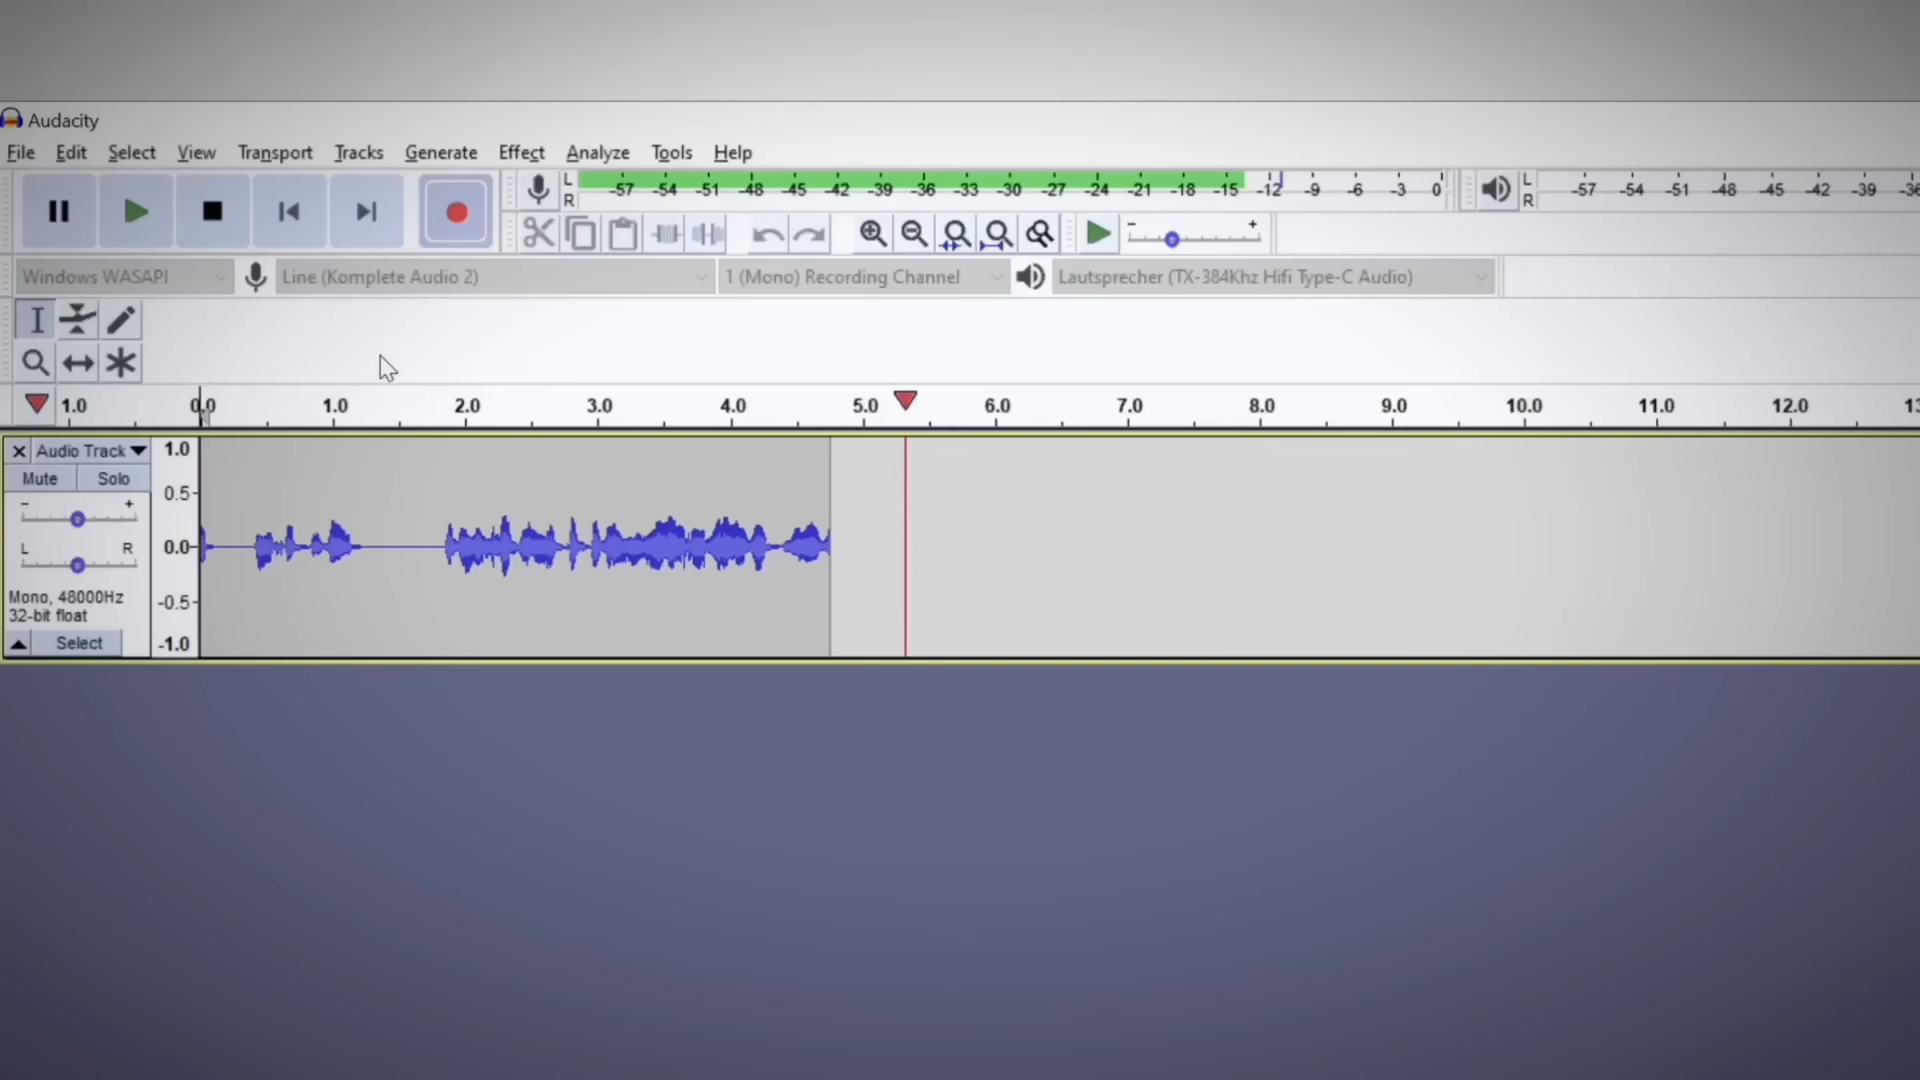 Audacity
File Edit Select View Transport Tracks Generate Effect Analyze Tools Help
L -57 -54 -51 -48 -45 -42 -39 -36 -33 -30 -27 -24 -21 -18 -15 -12 -9 -6 -3 0 L -57 -54 -51 -48 -45 -42 -39
R R
- +
Windows WASAPI Line (Komplete Audio 2) 1 (Mono) Recording Channel Lautsprecher (TX-384Khz Hifi Type-C Audio)
1.0 0.0 1.0 2.0 3.0 4.0 5.0 6.0 7.0 8.0 9.0 10.0 11.0 12.0
Audio Track 1.0
Mute Solo
- + 0.5
L R 0.0
Mono, 48000Hz -0.5
32-bit float
Select -1.0